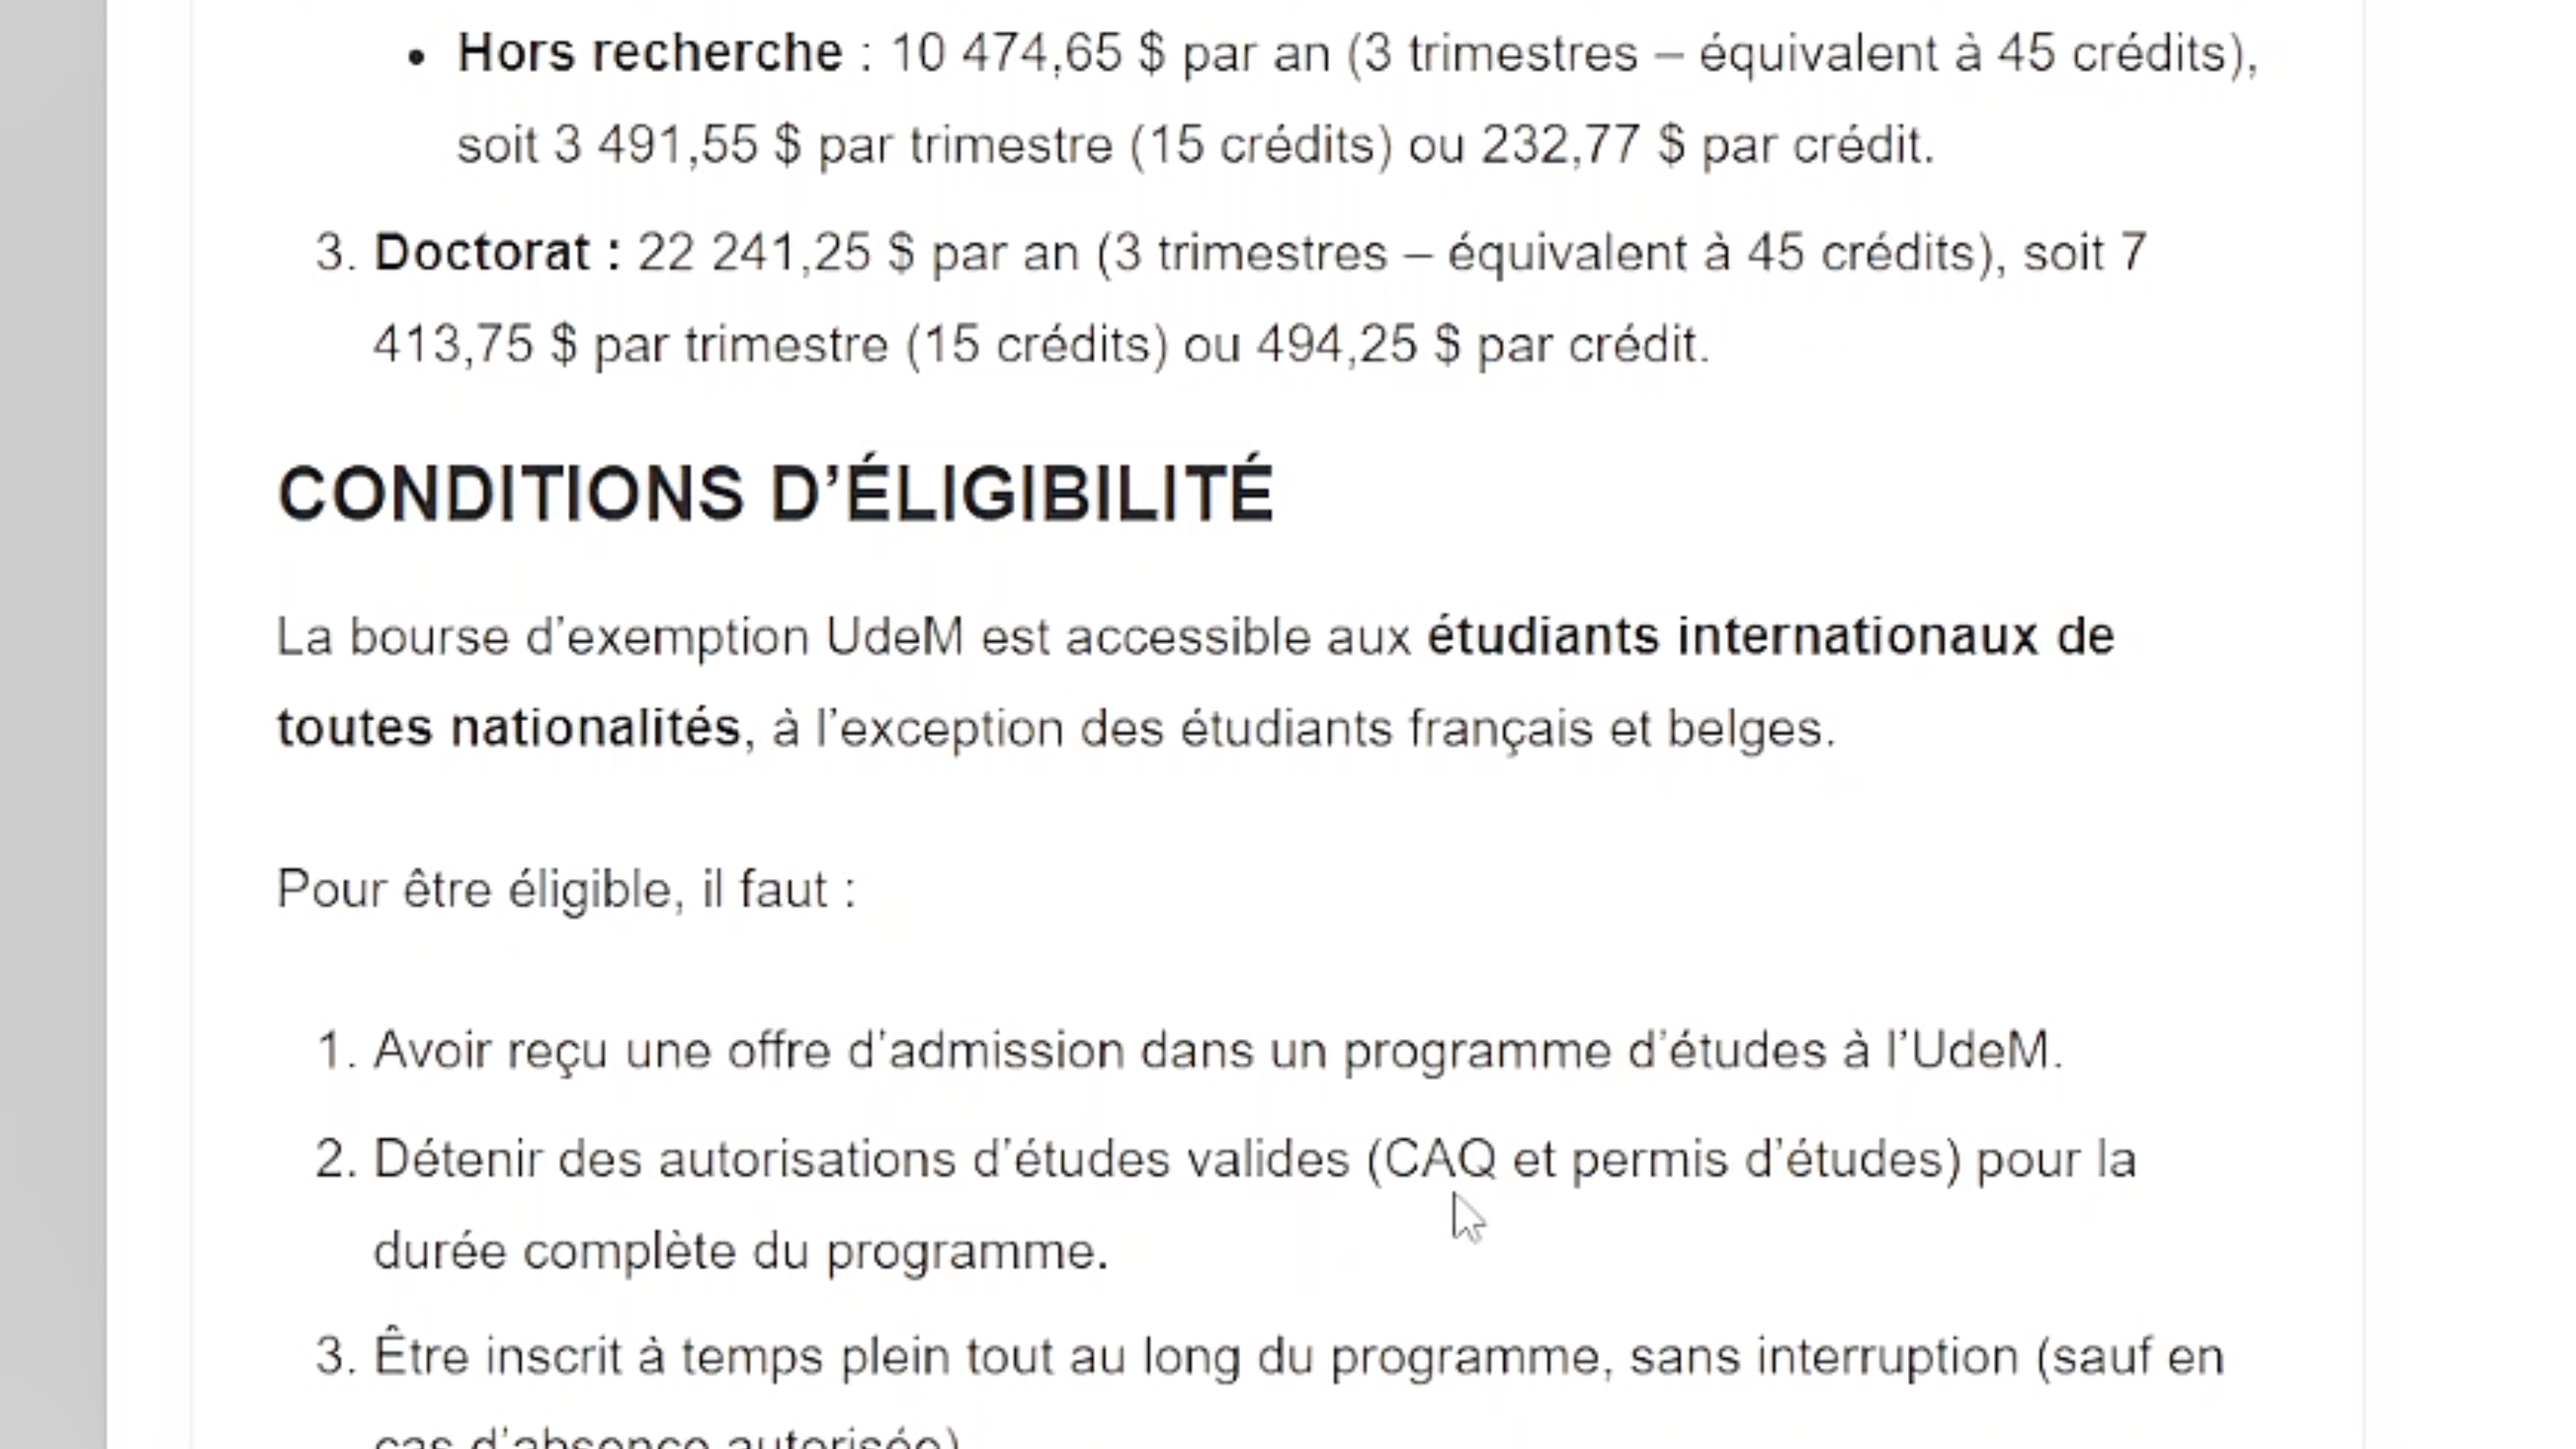 • Hors recherche : 10 474,65 $ par an (3 trimestres – équivalent à 45 crédits),
soit 3 491,55 $ par trimestre (15 crédits) ou 232,77 $ par crédit.
3. Doctorat : 22 241,25 $ par an (3 trimestres – équivalent à 45 crédits), soit 7
413,75 $ par trimestre (15 crédits) ou 494,25 $ par crédit.
CONDITIONS D’ÉLIGIBILITÉ
La bourse d’exemption UdeM est accessible aux étudiants internationaux de
toutes nationalités, à l’exception des étudiants français et belges.
Pour être éligible, il faut :
1. Avoir reçu une offre d’admission dans un programme d’études à l’UdeM.
2. Détenir des autorisations d’études valides (CAQ et permis d’études) pour la
durée complète du programme.
3. Être inscrit à temps plein tout au long du programme, sans interruption (sauf en
cas d’absence autorisée)